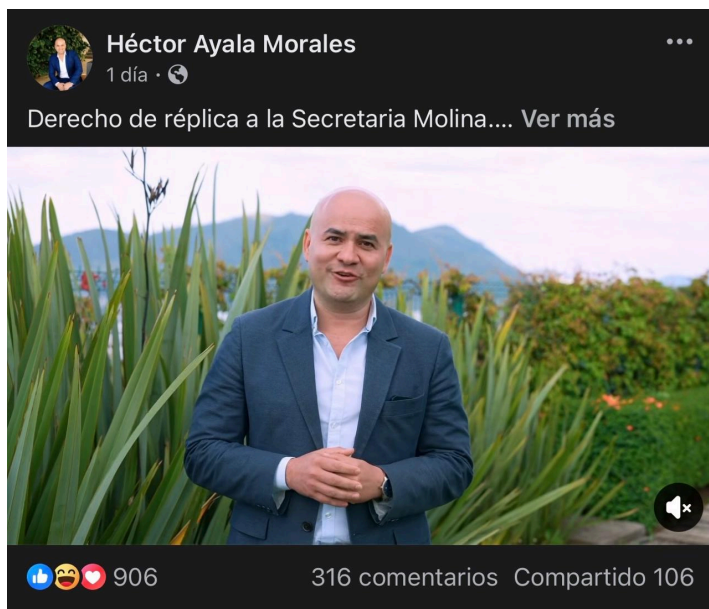 Héctor Ayala Morales
1 día ·
Derecho de réplica a la Secretaria Molina.... Ver más
906 316 comentarios Compartido 106